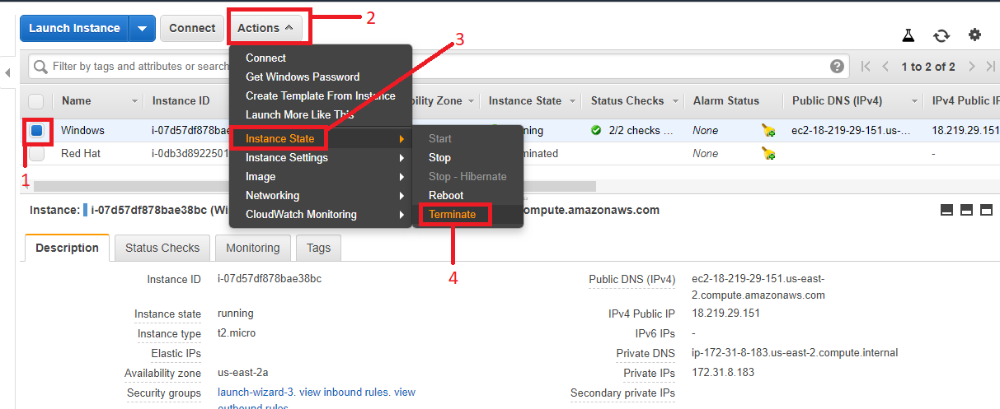 Launch Instance Connect Actions 2
3
Connect
Get Windows Password
Create Template From Instance
Launch More Like This
Instance State
Instance Settings
Image
Networking
CloudWatch Monitoring
Start
Stop
Stop - Hibernate
Reboot
Terminate
4
Filter by tags and attributes or search 1 to 2 of 2
Name Instance ID bility Zone Instance State Status Checks Alarm Status Public DNS (IPv4) IPv4 Public IP
Windows i-07d57df878bae nning 2/2 checks ... None ec2-18-219-29-151.us-... 18.219.29.151
Red Hat i-0db3d8922501 minated None -
1
Instance: i-07d57df878bae38bc (Wi compute.amazonaws.com
Description Status Checks Monitoring Tags
Instance ID i-07d57df878bae38bc
Instance state running
Instance type t2.micro
Elastic IPs
Availability zone us-east-2a
Security groups launch-wizard-3. view inbound rules. view
outbound rules
Public DNS (IPv4) ec2-18-219-29-151.us-east-
2.compute.amazonaws.com
IPv4 Public IP 18.219.29.151
IPv6 IPs -
Private DNS ip-172-31-8-183.us-east-2.compute.internal
Private IPs 172.31.8.183
Secondary private IPs